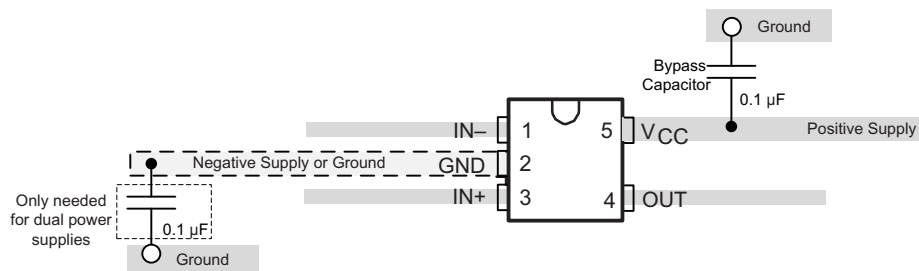 Ground
Bypass
Capacitor
0.1 µF
IN–
1
5
VCC
Positive Supply
Negative Supply or Ground
GND
2
IN+
3
4
OUT
Only needed
for dual power
supplies
0.1 µF
Ground